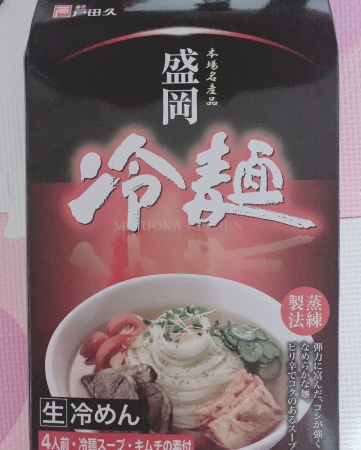 戸田久
本場名産品
盛岡
冷麺
MORIOKA REIMEN
蒸練
製法
弾力に富んだ、コシが強く
なめらかな麺、
ピリ辛でコクのあるスープ
生 冷めん
4人前・冷麺スープ・キムチの素付